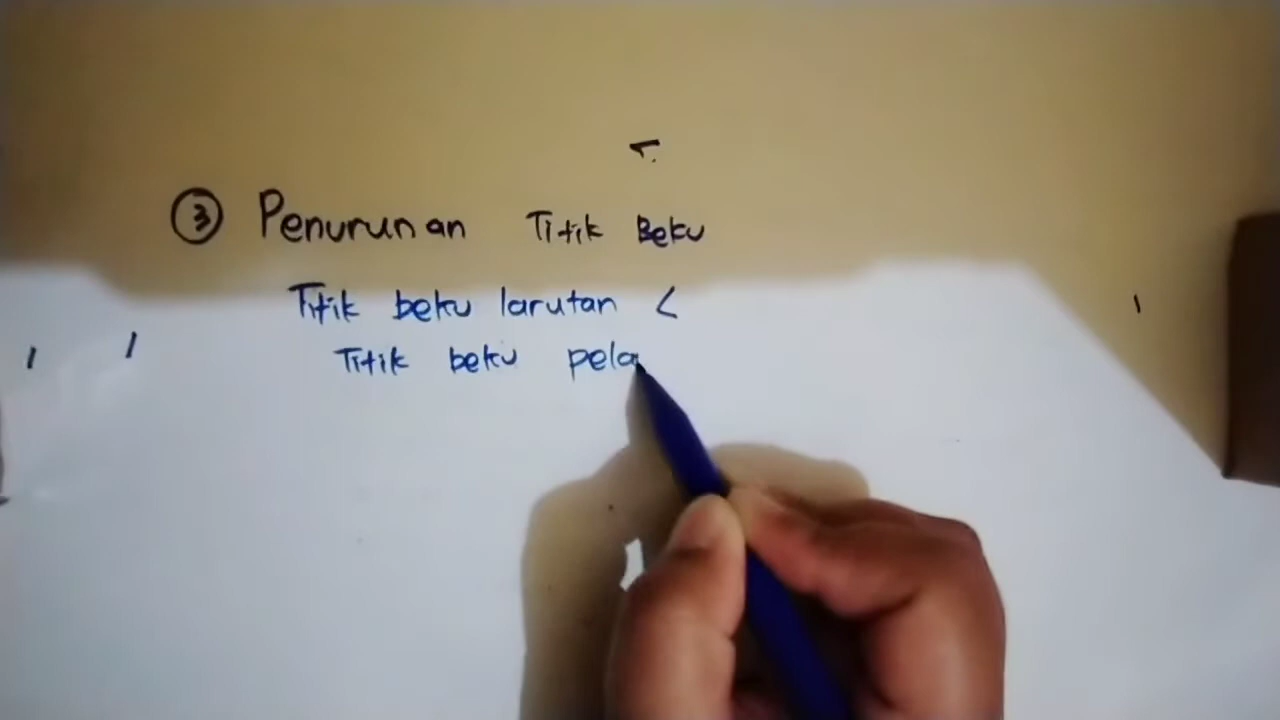 ③ Penurunan Titik Beku
Titik beku larutan <
Titik beku pela